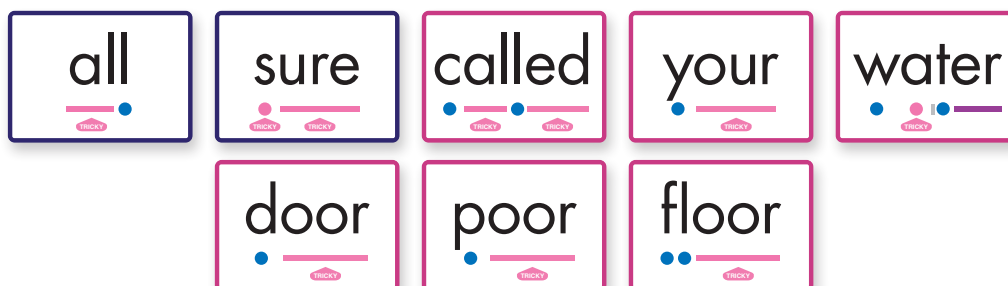 all sure called your water
TRICKY TRICKY TRICKY TRICKY TRICKY TRICKY TRICKY
door poor floor
TRICKY TRICKY TRICKY